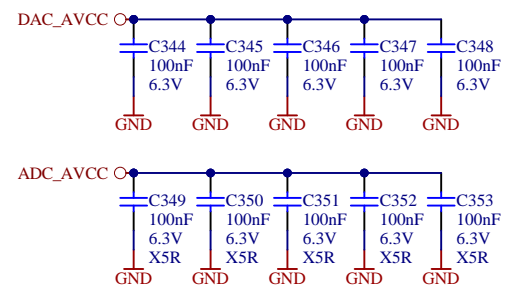 DAC_AVCC
C344 C345 C346 C347 C348
100nF 100nF 100nF 100nF 100nF
6.3V 6.3V 6.3V 6.3V 6.3V
GND GND GND GND GND
ADC_AVCC
C349 C350 C351 C352 C353
100nF 100nF 100nF 100nF 100nF
6.3V 6.3V 6.3V 6.3V 6.3V
X5R X5R X5R X5R X5R
GND GND GND GND GND